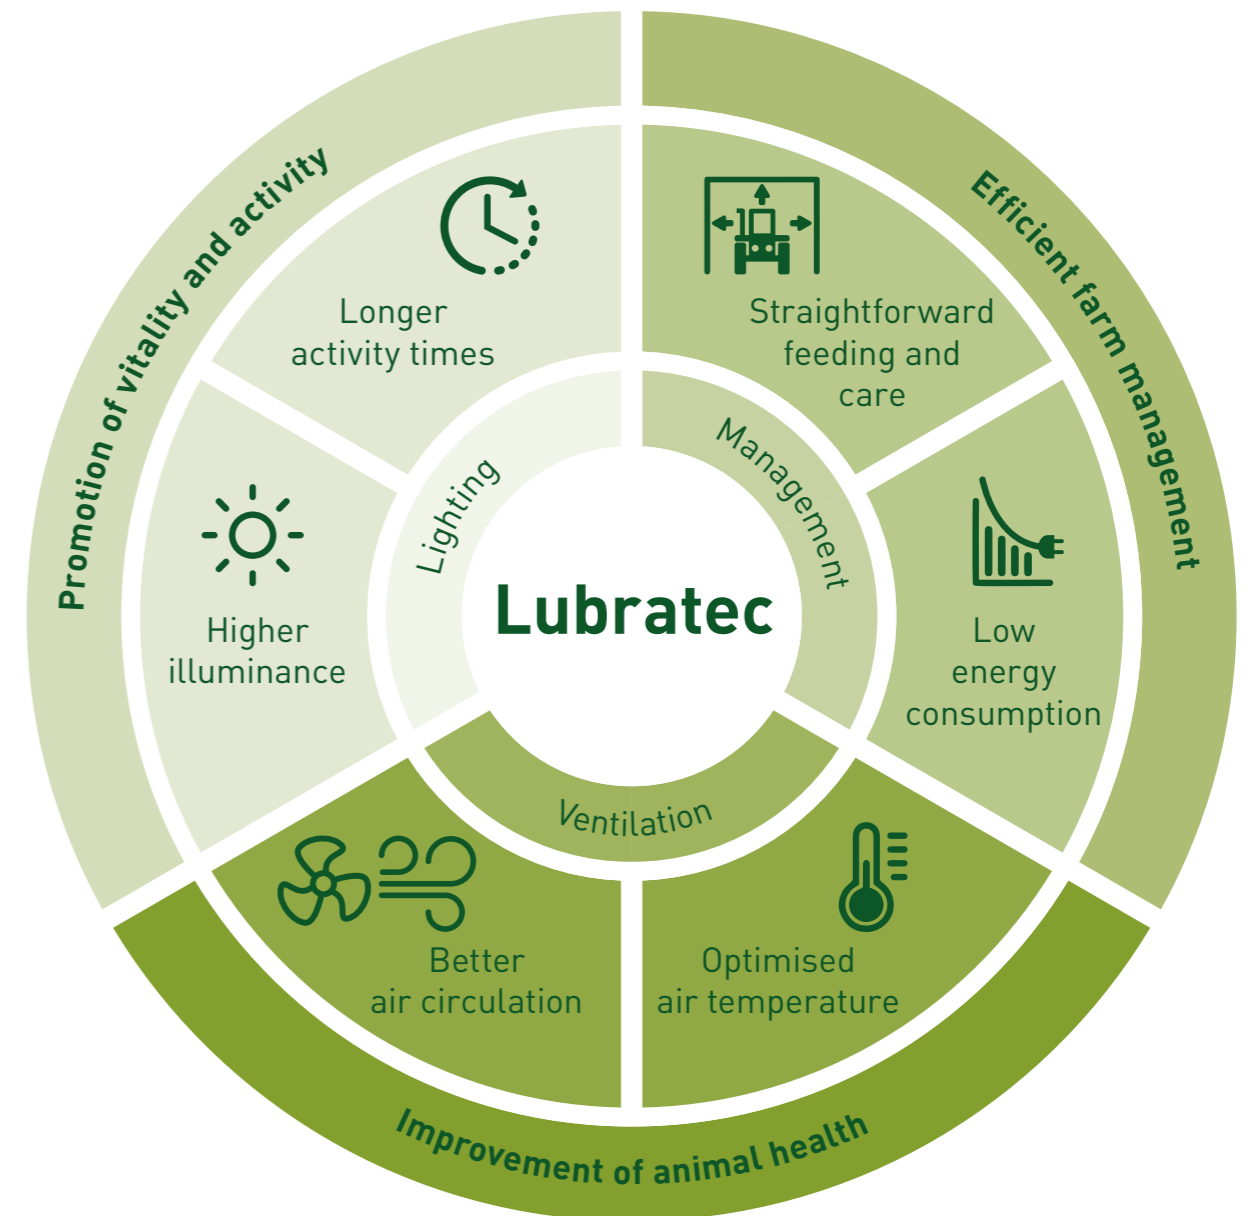 Promotion of vitality and activity
Efficient farm management
Improvement of animal health
Longer
activity times
Straightforward
feeding and
care
Higher
illuminance
Low
energy
consumption
Better
air circulation
Optimised
air temperature
Lighting
Management
Ventilation
Lubratec